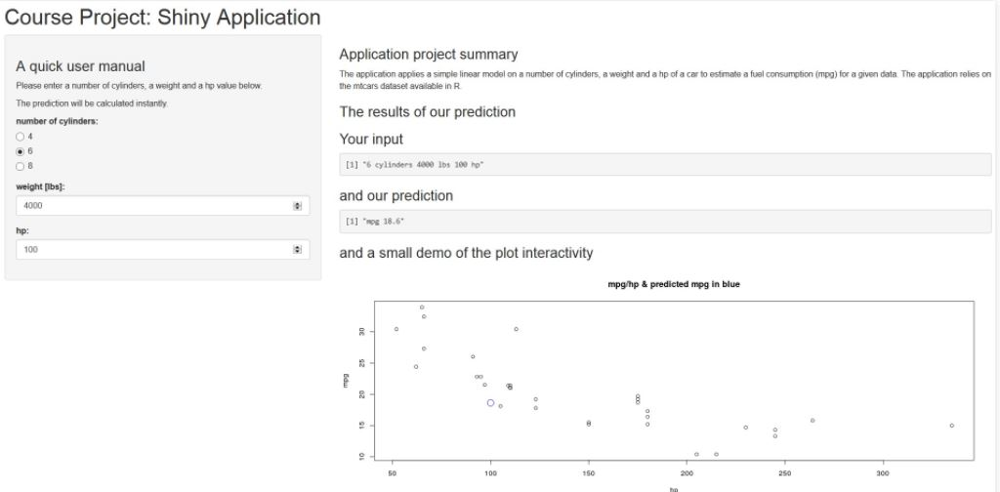 Course Project: Shiny Application
A quick user manual
Please enter a number of cylinders, a weight and a hp value below.
The prediction will be calculated instantly.
number of cylinders:
4
6
8
weight [lbs]:
4000
hp:
100
Application project summary
The application applies a simple linear model on a number of cylinders, a weight and a hp of a car to estimate a fuel consumption (mpg) for a given data. The application relies on
the mtcars dataset available in R.
The results of our prediction
Your input
[1] "6 cylinders 4000 lbs 100 hp"
and our prediction
[1] "mpg 18.6"
and a small demo of the plot interactivity
mpg/hp & predicted mpg in blue
mpg
30
25
20
15
10
50 100 150 200 250 300
hp